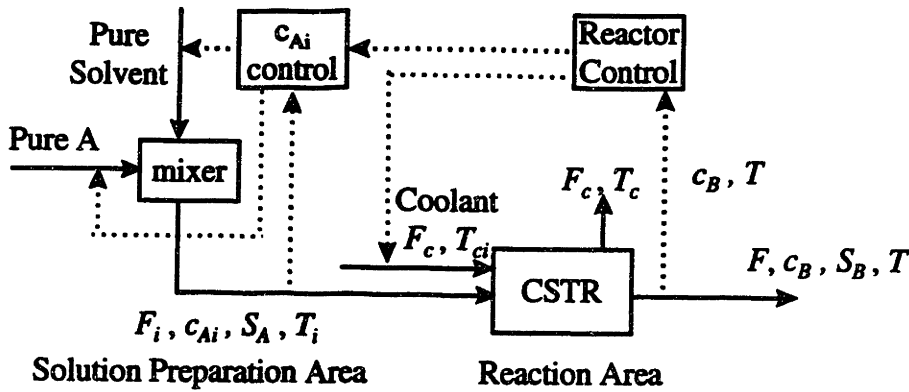 Pure
Solvent
c_Ai
control
Reactor
Control
Pure A
mixer
Coolant
F_c, T_ci
F_c, T_c
c_B, T
CSTR
F, c_B, S_B, T
F_i, c_Ai, S_A, T_i
Solution Preparation Area
Reaction Area